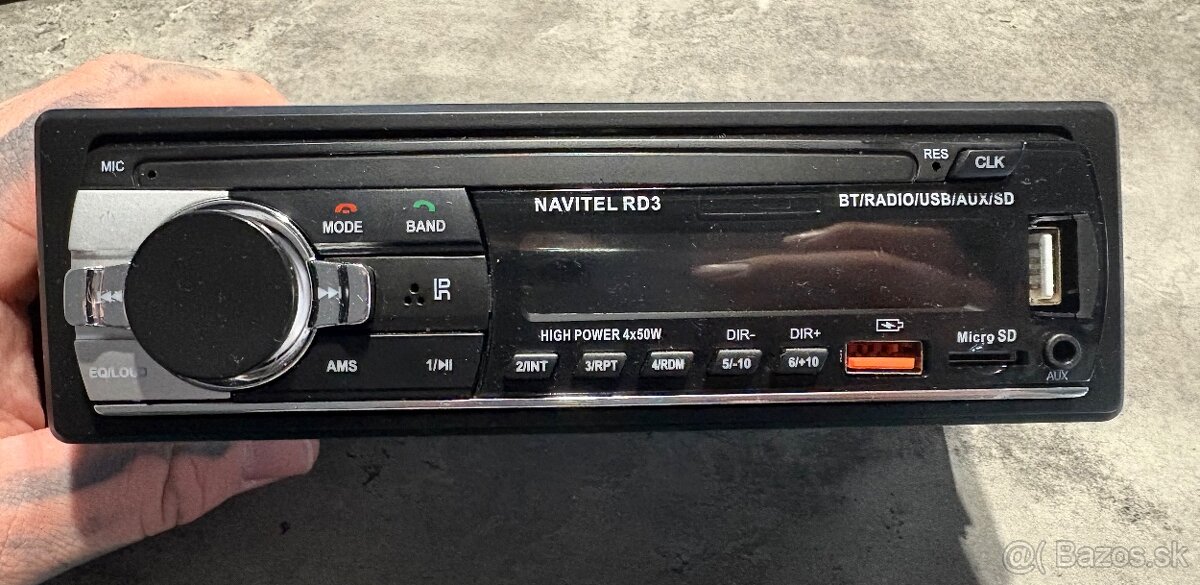 MIC
RES
CLK
NAVITEL RD3
BT/RADIO/USB/AUX/SD
MODE
BAND
HIGH POWER 4x50W
DIR-
DIR+
Micro SD
EQ/LOUD
AMS
1/⏯
2/INT
3/RPT
4/RDM
5/-10
6/+10
AUX
@( Bazos.sk